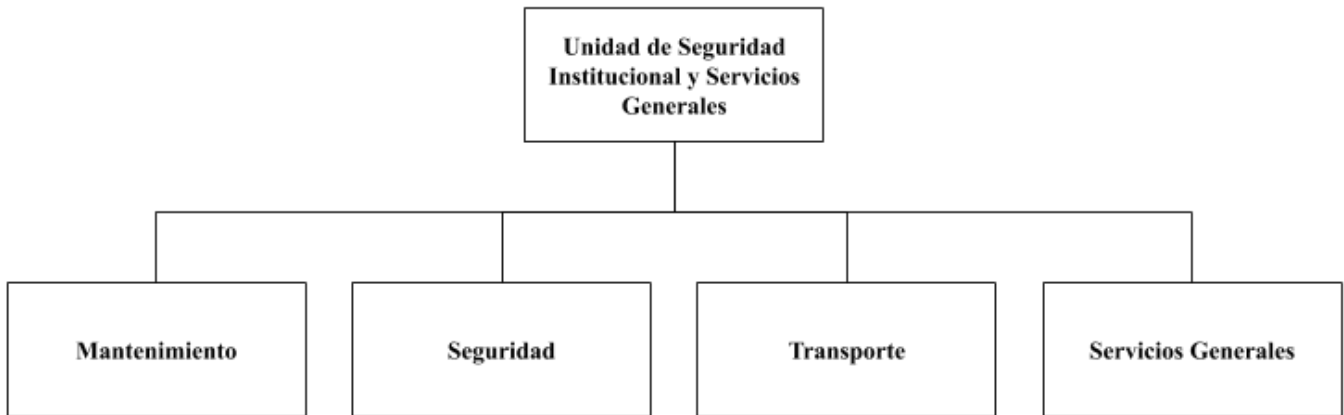 Unidad de Seguridad
Institucional y Servicios
Generales
Mantenimiento
Seguridad
Transporte
Servicios Generales